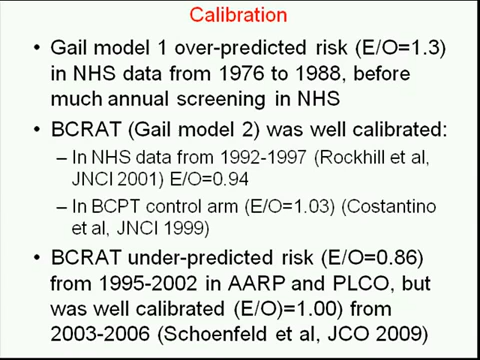 Calibration
• Gail model 1 over-predicted risk (E/O=1.3)
in NHS data from 1976 to 1988, before
much annual screening in NHS
• BCRAT (Gail model 2) was well calibrated:
– In NHS data from 1992-1997 (Rockhill et al,
JNCI 2001) E/O=0.94
– In BCPT control arm (E/O=1.03) (Costantino
et al, JNCI 1999)
• BCRAT under-predicted risk (E/O=0.86)
from 1995-2002 in AARP and PLCO, but
was well calibrated (E/O)=1.00) from
2003-2006 (Schoenfeld et al, JCO 2009)